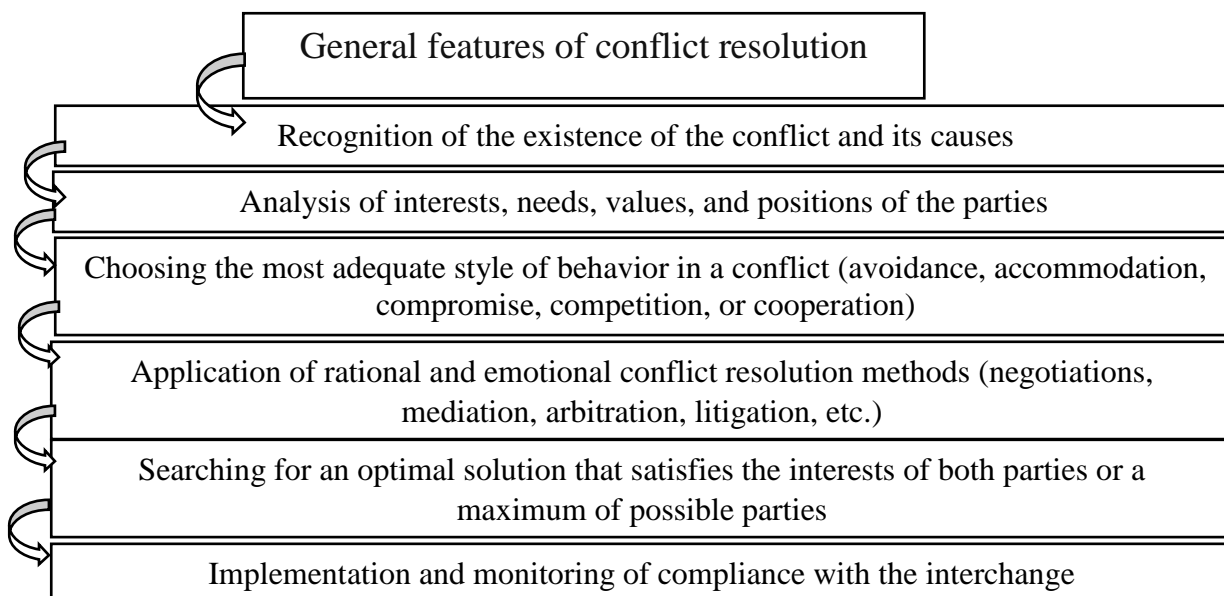 General features of conflict resolution
Recognition of the existence of the conflict and its causes
Analysis of interests, needs, values, and positions of the parties
Choosing the most adequate style of behavior in a conflict (avoidance, accommodation,
compromise, competition, or cooperation)
Application of rational and emotional conflict resolution methods (negotiations,
mediation, arbitration, litigation, etc.)
Searching for an optimal solution that satisfies the interests of both parties or a
maximum of possible parties
Implementation and monitoring of compliance with the interchange